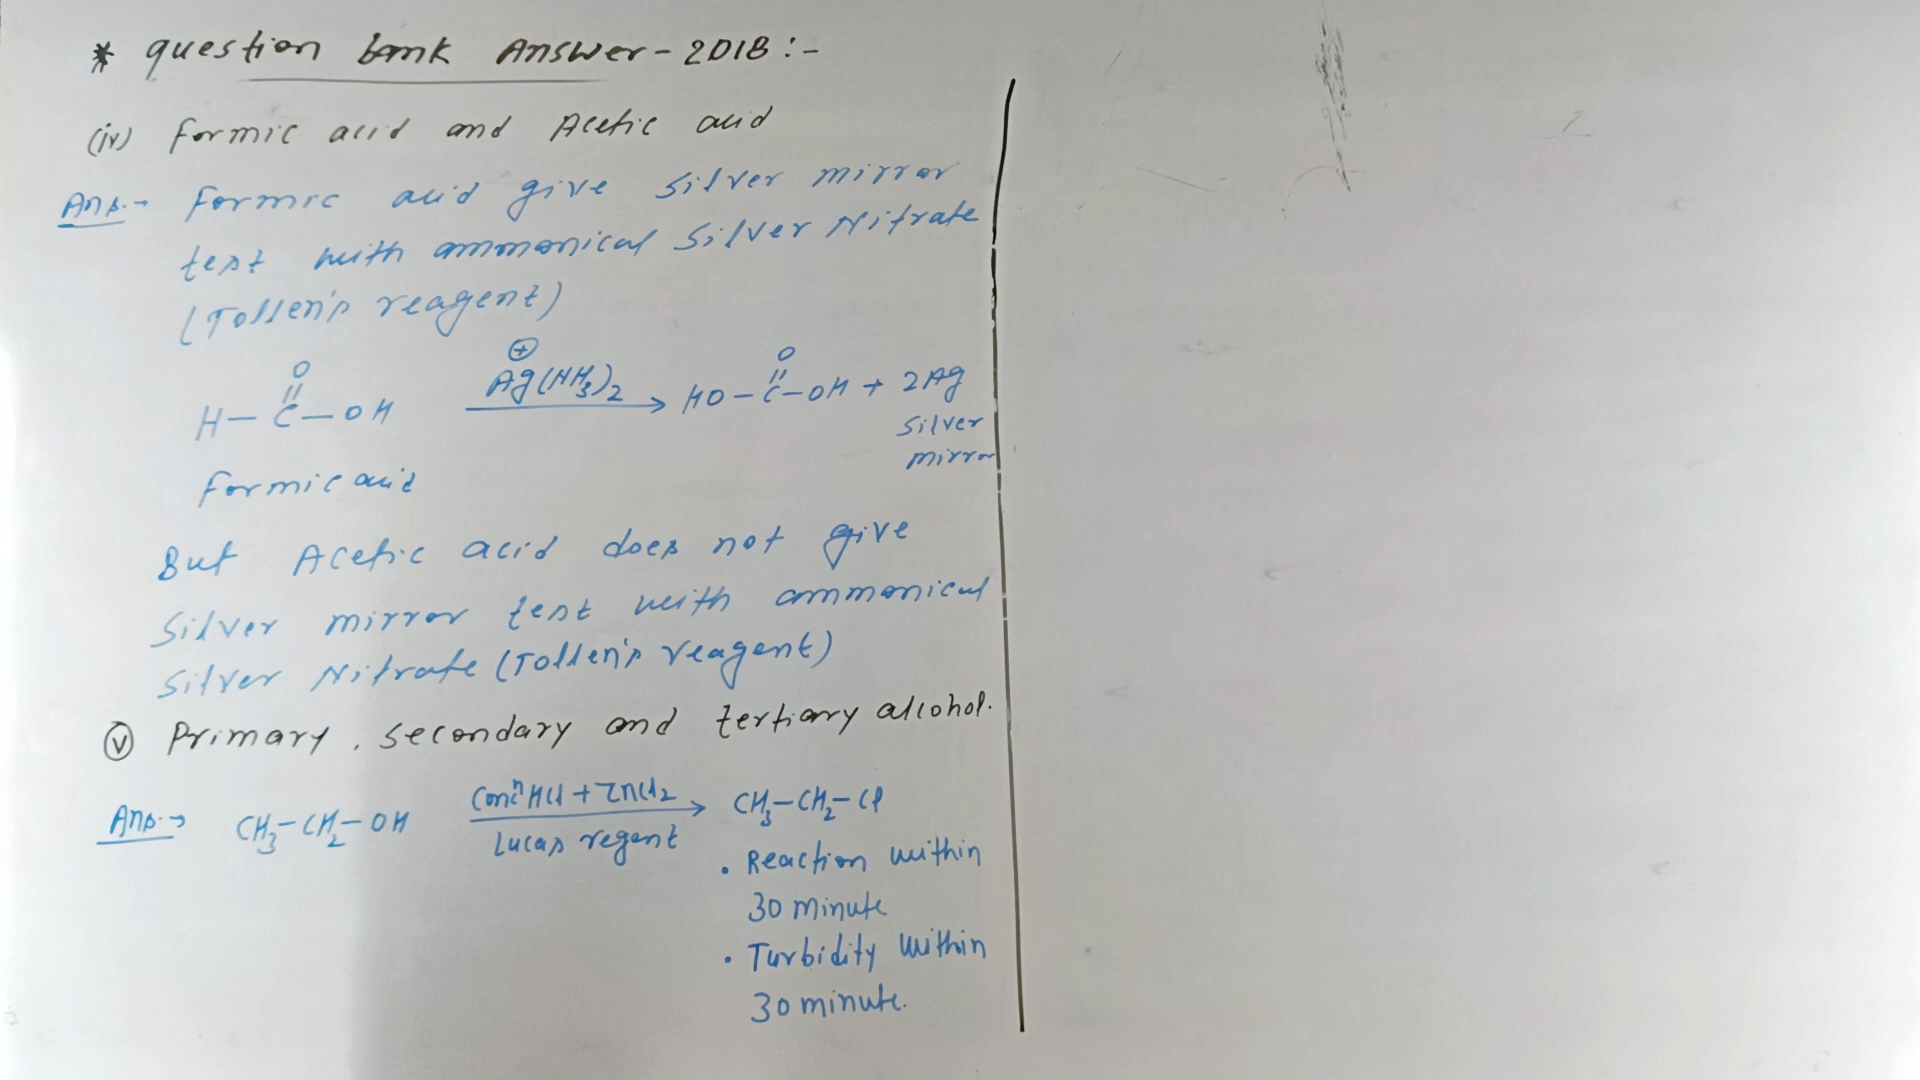 * question bank Answer - 2018 :-
(iv) Formic acid and Acetic acid
Ans.→ Formic acid give silver mirror
test with ammonical Silver Nitrate
(Tollen's reagent)
H-C(=O)-OH —Ag(NH3)2⊕→ HO-C(=O)-OH + 2Ag
Silver
mirror
Formic acid
But Acetic acid does not give
Silver mirror test with ammonical
Silver Nitrate (Tollen's reagent)
(v) Primary, secondary and tertiary alcohol.
Ans.→ CH3-CH2-OH —Concⁿ HCl + ZnCl2→ CH3-CH2-Cl
Lucas regent
• Reaction within
30 minute
• Turbidity within
30 minute.